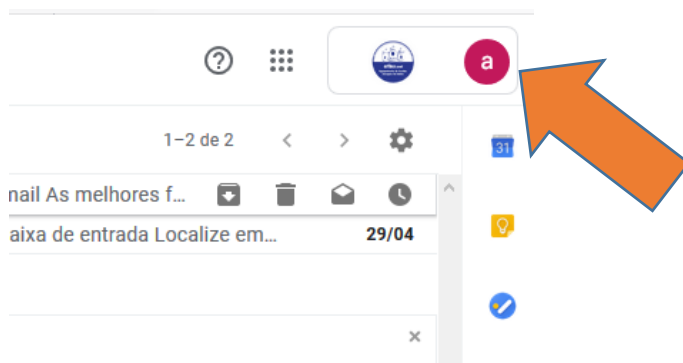 a
1–2 de 2
31
nail As melhores f...
aixa de entrada Localize em...
29/04